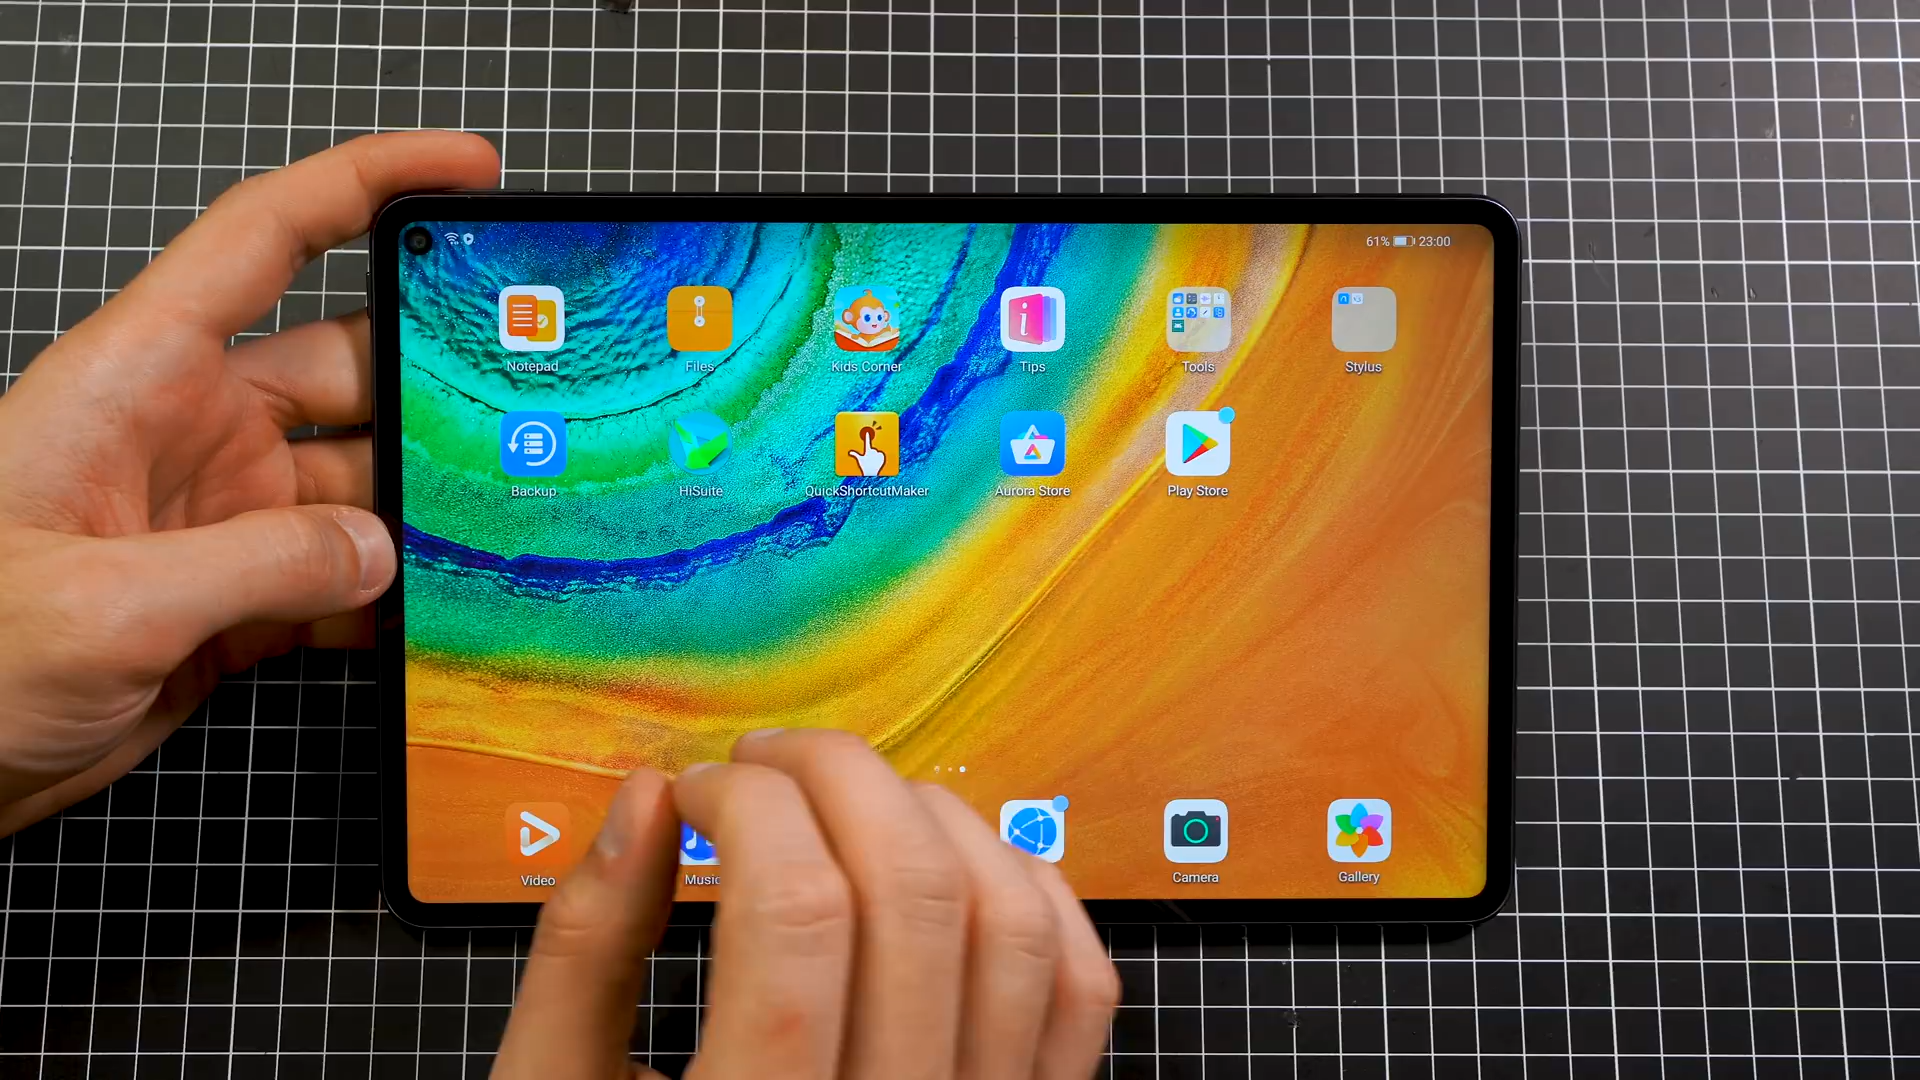 61% 23:00
Notepad Files Kids Corner Tips Tools Stylus
Backup HiSuite QuickShortcutMaker Aurora Store Play Store
Video Music Camera Gallery